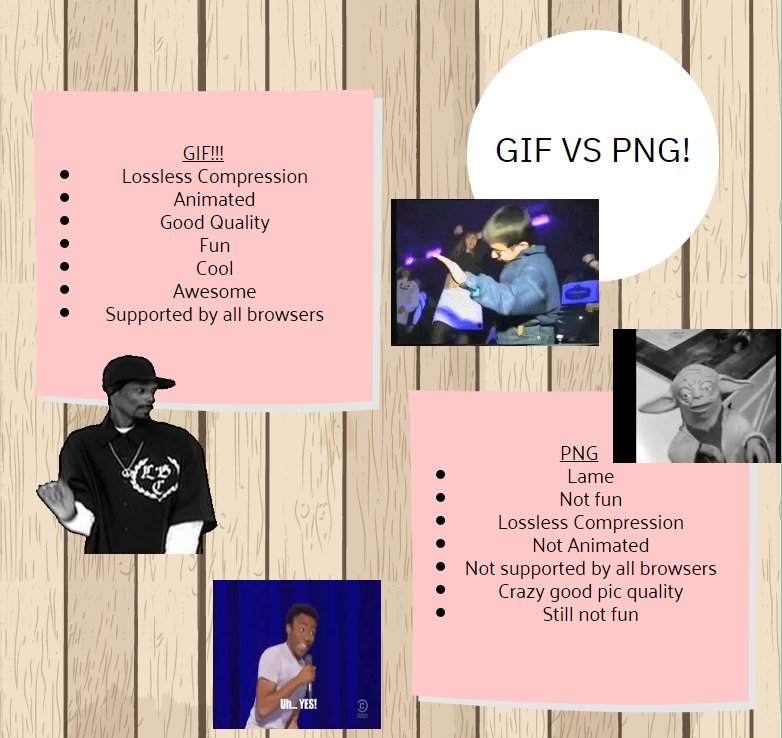 GIF VS PNG!
GIF!!!
Lossless Compression
Animated
Good Quality
Fun
Cool
Awesome
Supported by all browsers
PNG
Lame
Not fun
Lossless Compression
Not Animated
Not supported by all browsers
Crazy good pic quality
Still not fun
Uh... YES!